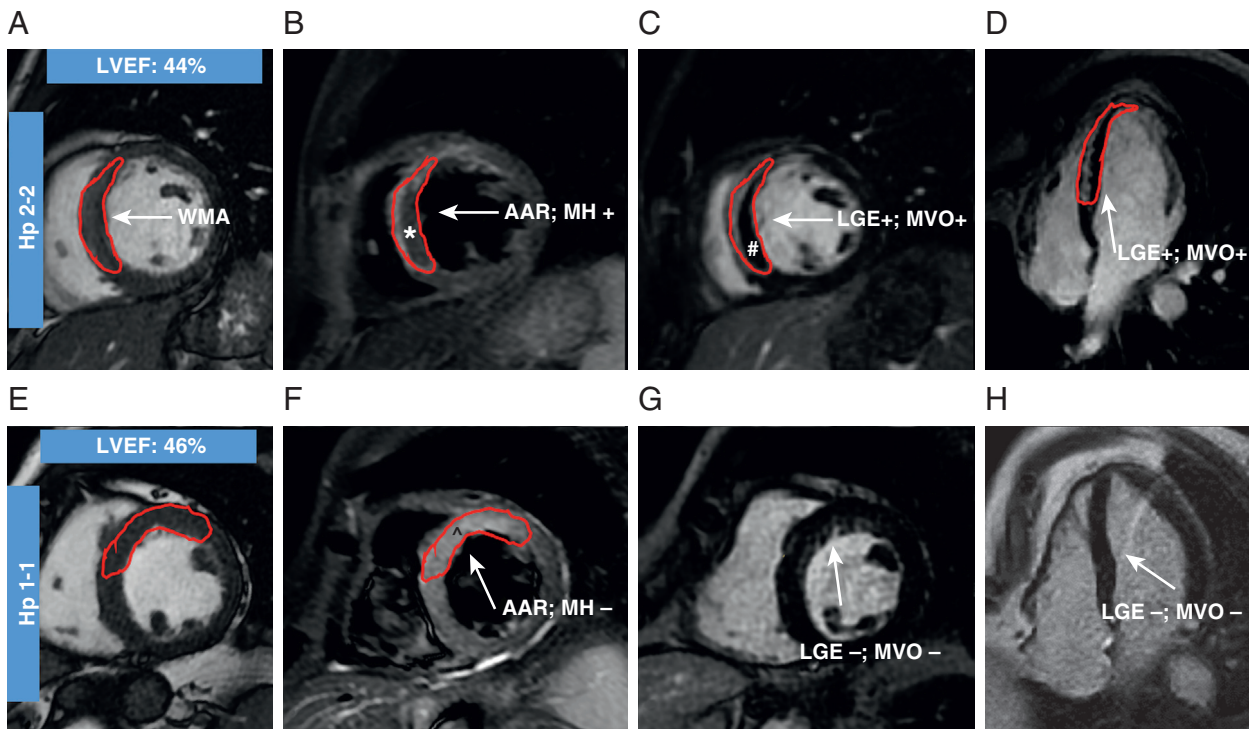 A
B
C
D
LVEF: 44%
Hp 2-2
WMA
AAR; MH +
*
LGE+; MVO+
#
LGE+; MVO+
E
F
G
H
LVEF: 46%
Hp 1-1
^
AAR; MH –
LGE –; MVO –
LGE –; MVO –